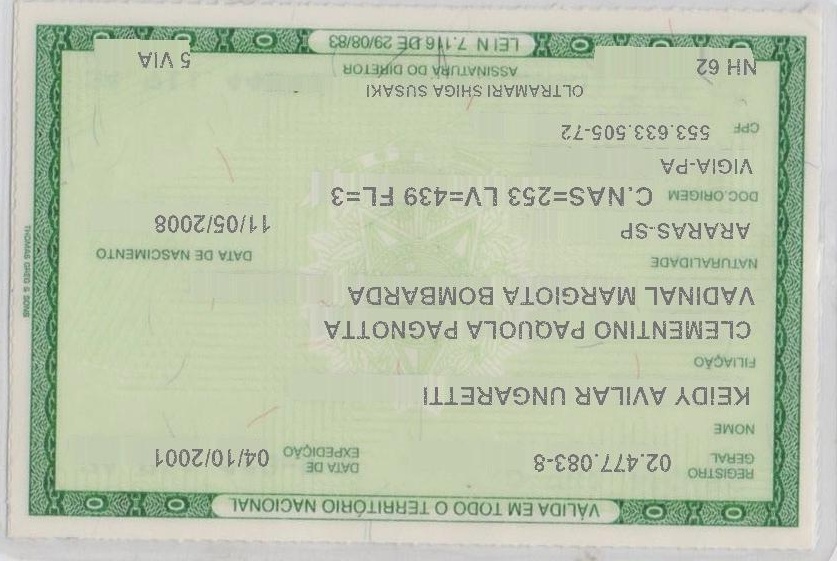 VÁLIDA EM TODO O TERRITÓRIO NACIONAL
REGISTRO GERAL 02.477.083-8 DATA DE EXPEDIÇÃO 04/10/2001
NOME
KEIDY AVILAR UNGARETTI
FILIAÇÃO
CLEMENTINO PAQUOLA PAGNOTTA
VADINAL MARGIOTA BOMBARDA
NATURALIDADE DATA DE NASCIMENTO
ARARAS-SP 11/05/2008
DOC.ORIGEM C.NAS=253 LV=439 FL=3
VIGIA-PA
CPF 553.633.505-72
OLTRAMARI SHIGA SUSAKI
ASSINATURA DO DIRETOR
NH 62 5 VIA
LEI N 7.116 DE 29/08/83
THOMAS GREG & SONS